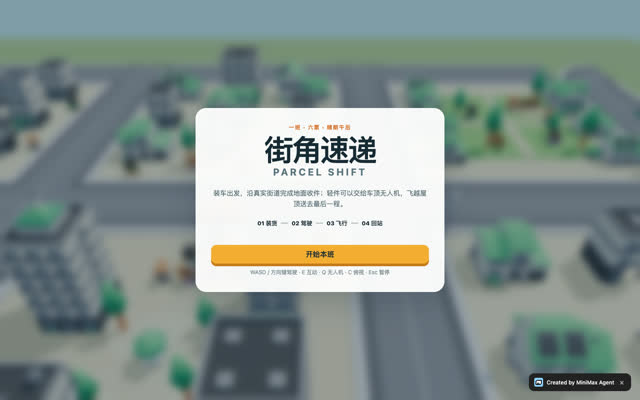 一班 · 六票 · 晴朗午后
街角速递
PARCEL SHIFT
装车出发，沿真实街道完成地面收件；轻件可以交给车顶无人机，飞越屋
顶送去最后一程。
01 装货 — 02 驾驶 — 03 飞行 — 04 回站
开始本班
WASD / 方向键驾驶 · E 互动 · Q 无人机 · C 俯视 · Esc 暂停
Created by MiniMax Agent ×